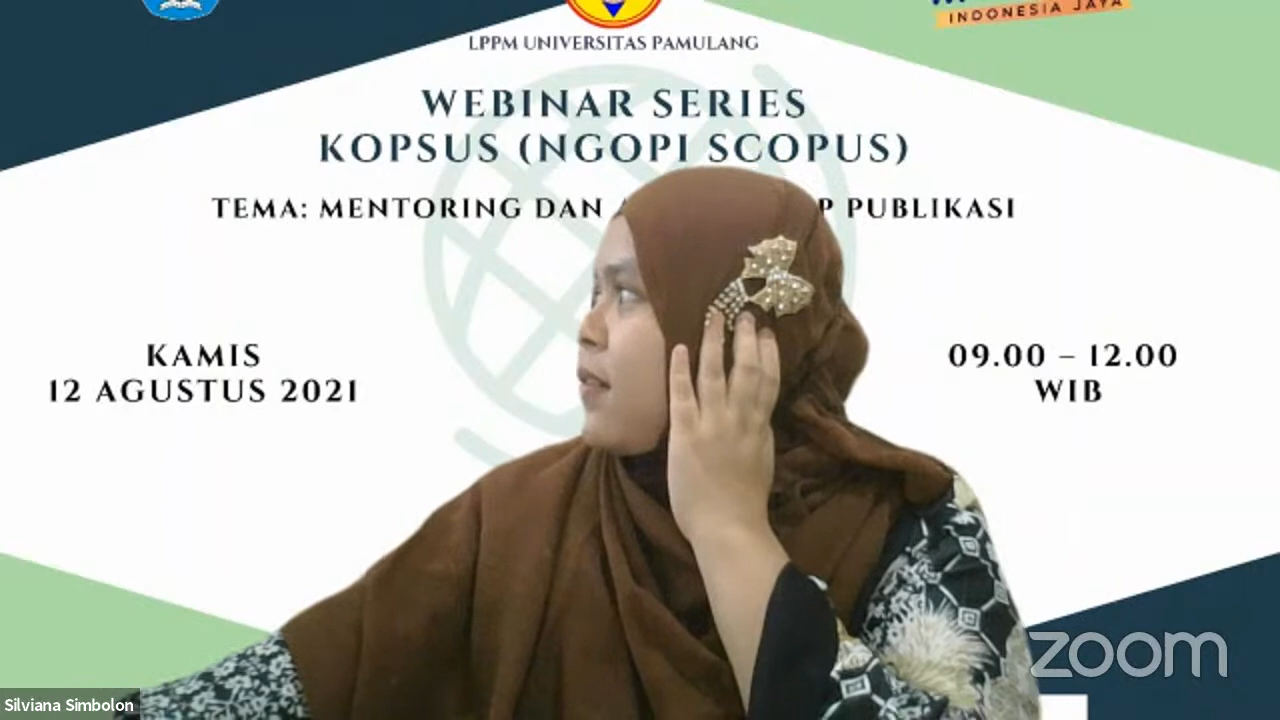 INDONESIA JAYA
LPPM UNIVERSITAS PAMULANG
WEBINAR SERIES
KOPSUS (NGOPI SCOPUS)
TEMA: MENTORING DAN PUBLIKASI
KAMIS
12 AGUSTUS 2021
09.00 – 12.00
WIB
zoom
Silviana Simbolon